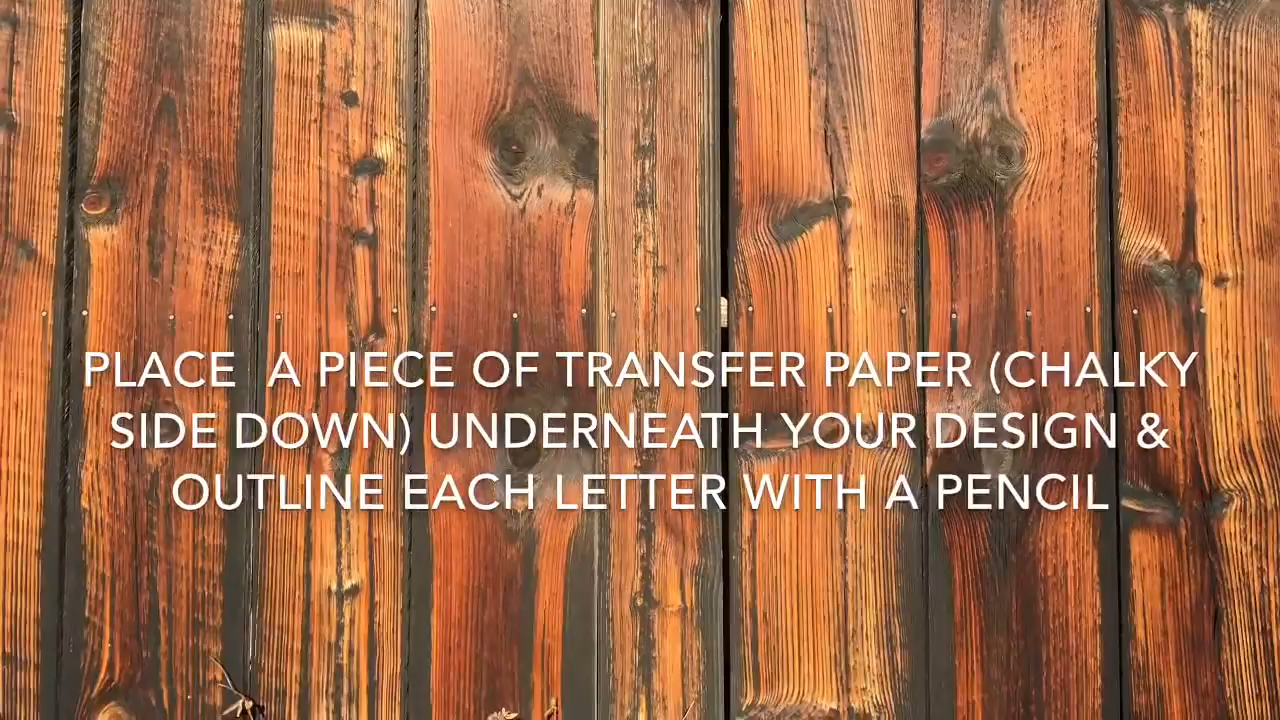 PLACE  A PIECE OF TRANSFER PAPER (CHALKY
SIDE DOWN) UNDERNEATH YOUR DESIGN &
OUTLINE EACH LETTER WITH A PENCIL